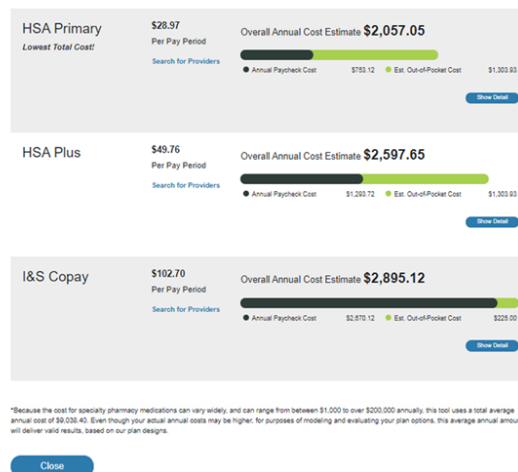 HSA Primary
Lowest Total Cost!
$28.97
Per Pay Period
Search for Providers
Overall Annual Cost Estimate $2,057.05
Annual Paycheck Cost $753.12 Est. Out-of-Pocket Cost $1,303.93
Show Detail
HSA Plus
$49.76
Per Pay Period
Search for Providers
Overall Annual Cost Estimate $2,597.65
Annual Paycheck Cost $1,293.72 Est. Out-of-Pocket Cost $1,303.93
Show Detail
I&S Copay
$102.70
Per Pay Period
Search for Providers
Overall Annual Cost Estimate $2,895.12
Annual Paycheck Cost $2,670.12 Est. Out-of-Pocket Cost $225.00
Show Detail
*Because the cost for specialty pharmacy medications can vary widely, and can range from between $1,000 to over $200,000 annually, this tool uses a total average
annual cost of $9,038.40. Even though your actual annual costs may be higher, for purposes of modeling and evaluating your plan options, this average annual amou
will deliver valid results, based on our plan designs.
Close